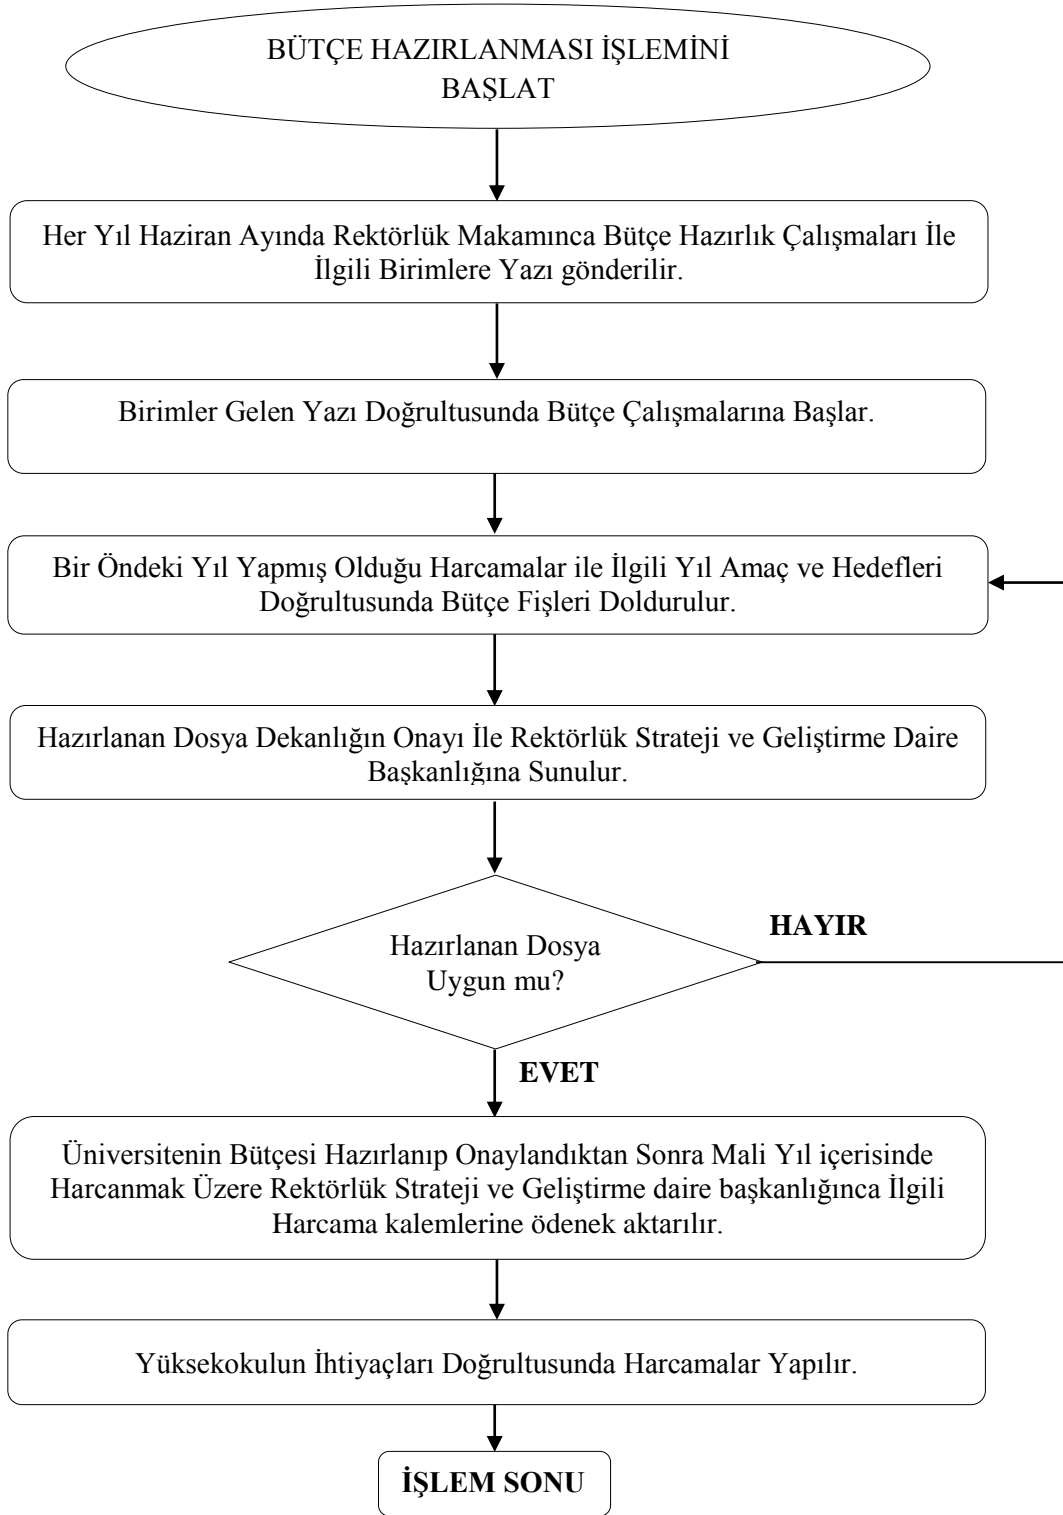 BÜTÇE HAZIRLANMASI İŞLEMİNİ
BAŞLAT
Her Yıl Haziran Ayında Rektörlük Makamınca Bütçe Hazırlık Çalışmaları İle
İlgili Birimlere Yazı gönderilir.
Birimler Gelen Yazı Doğrultusunda Bütçe Çalışmalarına Başlar.
Bir Öndeki Yıl Yapmış Olduğu Harcamalar ile İlgili Yıl Amaç ve Hedefleri
Doğrultusunda Bütçe Fişleri Doldurulur.
Hazırlanan Dosya Dekanlığın Onayı İle Rektörlük Strateji ve Geliştirme Daire
Başkanlığına Sunulur.
Hazırlanan Dosya
Uygun mu?
HAYIR
EVET
Üniversitenin Bütçesi Hazırlanıp Onaylandıktan Sonra Mali Yıl içerisinde
Harcanmak Üzere Rektörlük Strateji ve Geliştirme daire başkanlığınca İlgili
Harcama kalemlerine ödenek aktarılır.
Yüksekokulun İhtiyaçları Doğrultusunda Harcamalar Yapılır.
İŞLEM SONU